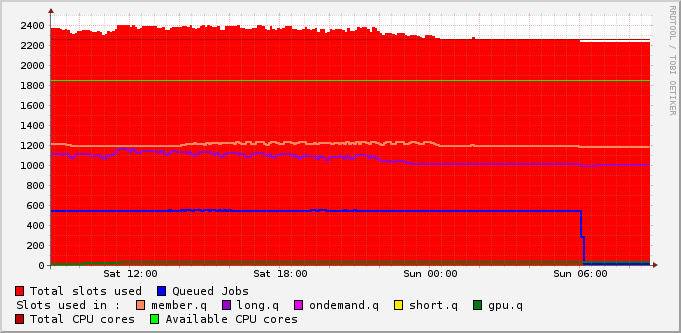 2400
2200
2000
1800
1600
1400
1200
1000
800
600
400
200
0
Sat 12:00 Sat 18:00 Sun 00:00 Sun 06:00
Total slots used Queued Jobs
Slots used in : member.q long.q ondemand.q short.q gpu.q
Total CPU cores Available CPU cores
RRDTOOL / TOBI OETIKER